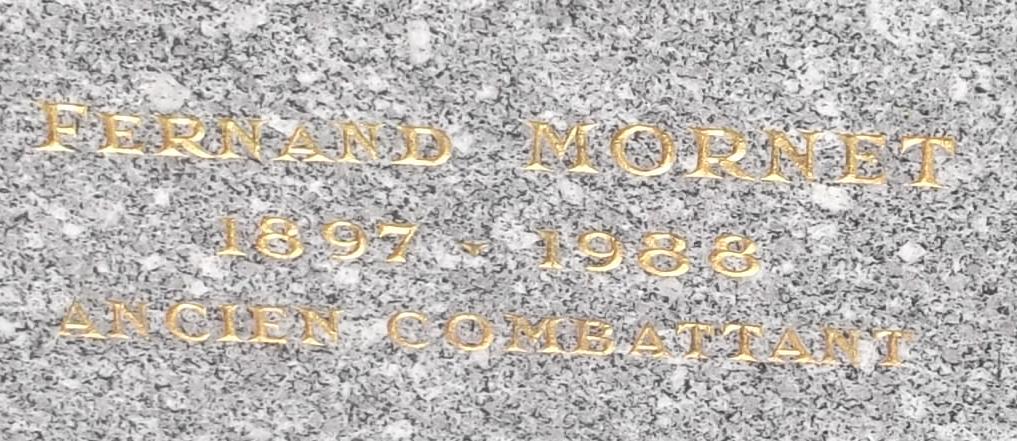 FERNAND MORNET
1897 - 1988
ANCIEN COMBATTANT